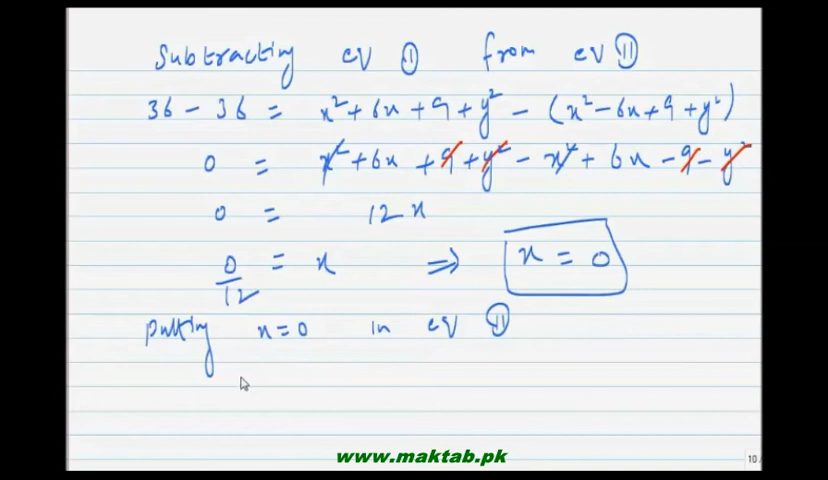 Subtracting eq I from eq II
36 - 36 = x² + 6x + 9 + y² - (x² - 6x + 9 + y²)
0 = x² + 6x + 9 + y² - x² + 6x - 9 - y²
0 = 12x
0/12 = x ⇒ x = 0
putting x = 0 in eq II
www.maktab.pk
10